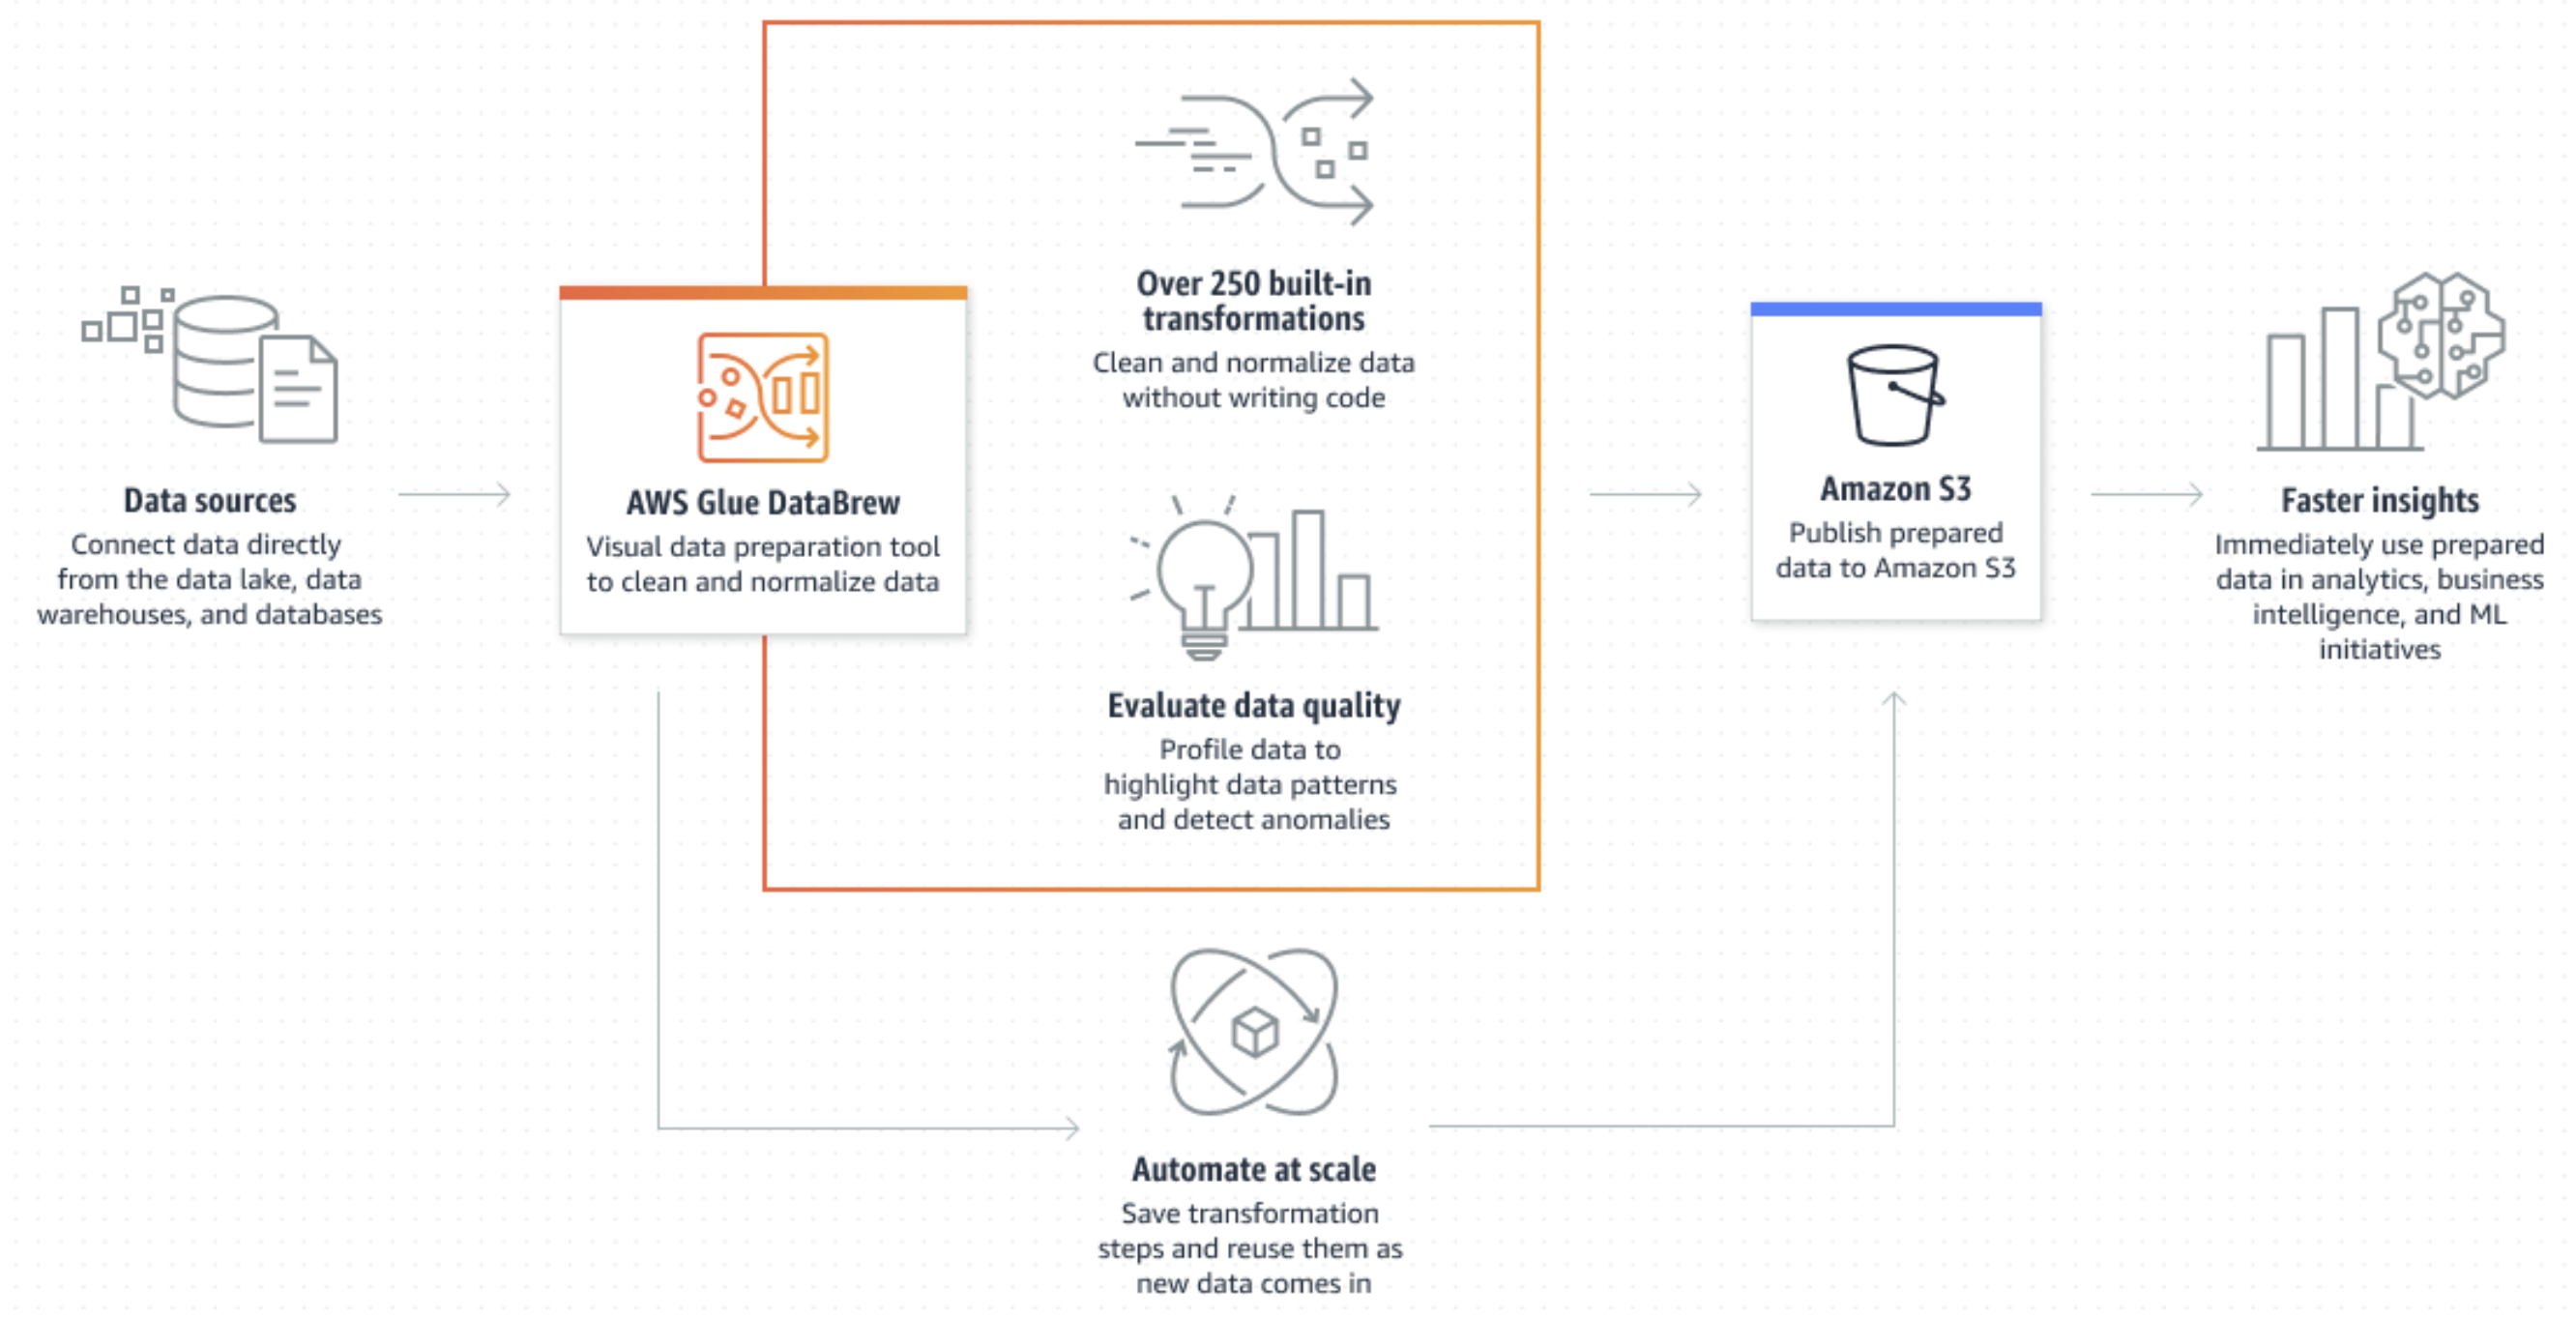 Data sources
Connect data directly
from the data lake, data
warehouses, and databases
AWS Glue DataBrew
Visual data preparation tool
to clean and normalize data
Over 250 built-in
transformations
Clean and normalize data
without writing code
Evaluate data quality
Profile data to
highlight data patterns
and detect anomalies
Automate at scale
Save transformation
steps and reuse them as
new data comes in
Amazon S3
Publish prepared
data to Amazon S3
Faster insights
Immediately use prepared
data in analytics, business
intelligence, and ML
initiatives